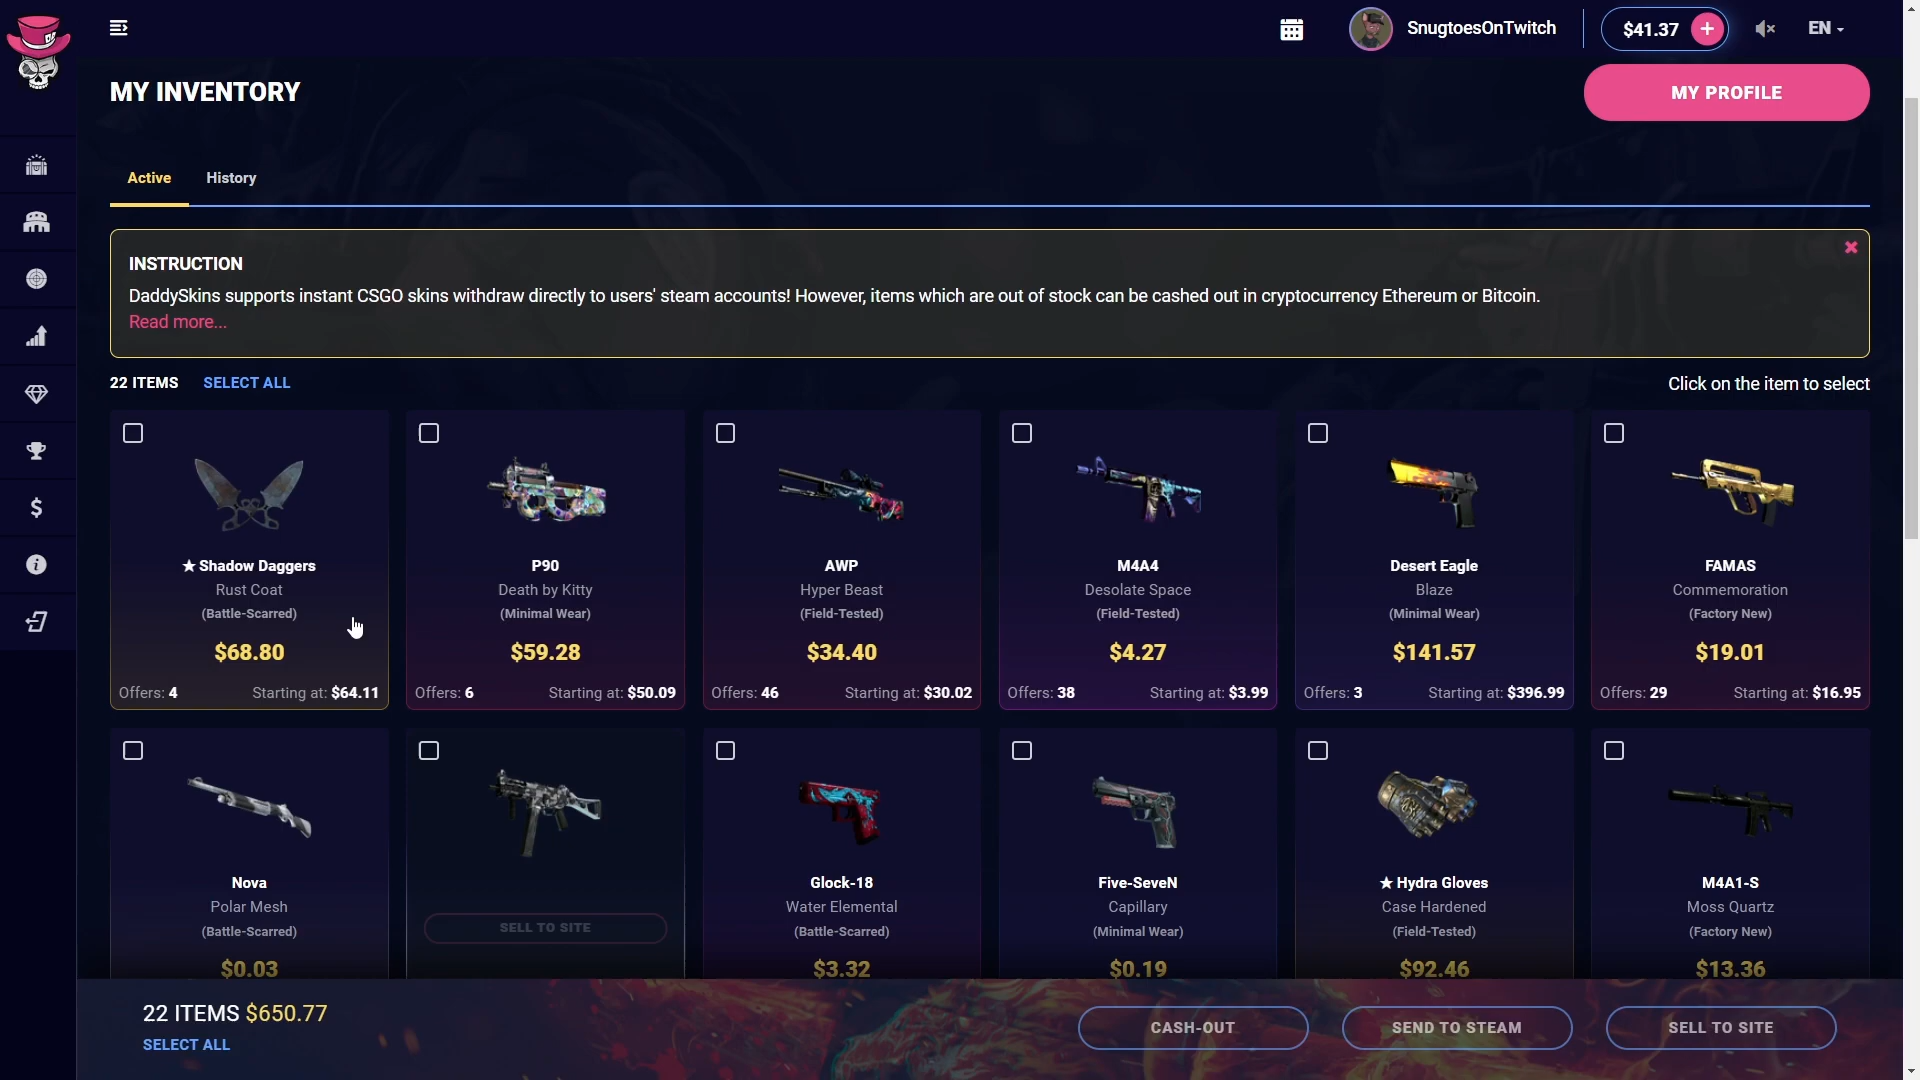 SnugtoesOnTwitch
$41.37
EN
MY INVENTORY
MY PROFILE
Active
History
INSTRUCTION
DaddySkins supports instant CSGO skins withdraw directly to users' steam accounts! However, items which are out of stock can be cashed out in cryptocurrency Ethereum or Bitcoin.
Read more...
22 ITEMS
SELECT ALL
Click on the item to select
★ Shadow Daggers
Rust Coat
(Battle-Scarred)
$68.80
Offers: 4
Starting at: $64.11
P90
Death by Kitty
(Minimal Wear)
$59.28
Offers: 6
Starting at: $50.09
AWP
Hyper Beast
(Field-Tested)
$34.40
Offers: 46
Starting at: $30.02
M4A4
Desolate Space
(Field-Tested)
$4.27
Offers: 38
Starting at: $3.99
Desert Eagle
Blaze
(Minimal Wear)
$141.57
Offers: 3
Starting at: $396.99
FAMAS
Commemoration
(Factory New)
$19.01
Offers: 29
Starting at: $16.95
Nova
Polar Mesh
(Battle-Scarred)
$0.03
SELL TO SITE
Glock-18
Water Elemental
(Battle-Scarred)
$3.32
Five-SeveN
Capillary
(Minimal Wear)
$0.19
★ Hydra Gloves
Case Hardened
(Field-Tested)
$92.46
M4A1-S
Moss Quartz
(Factory New)
$13.36
22 ITEMS $650.77
SELECT ALL
CASH-OUT
SEND TO STEAM
SELL TO SITE